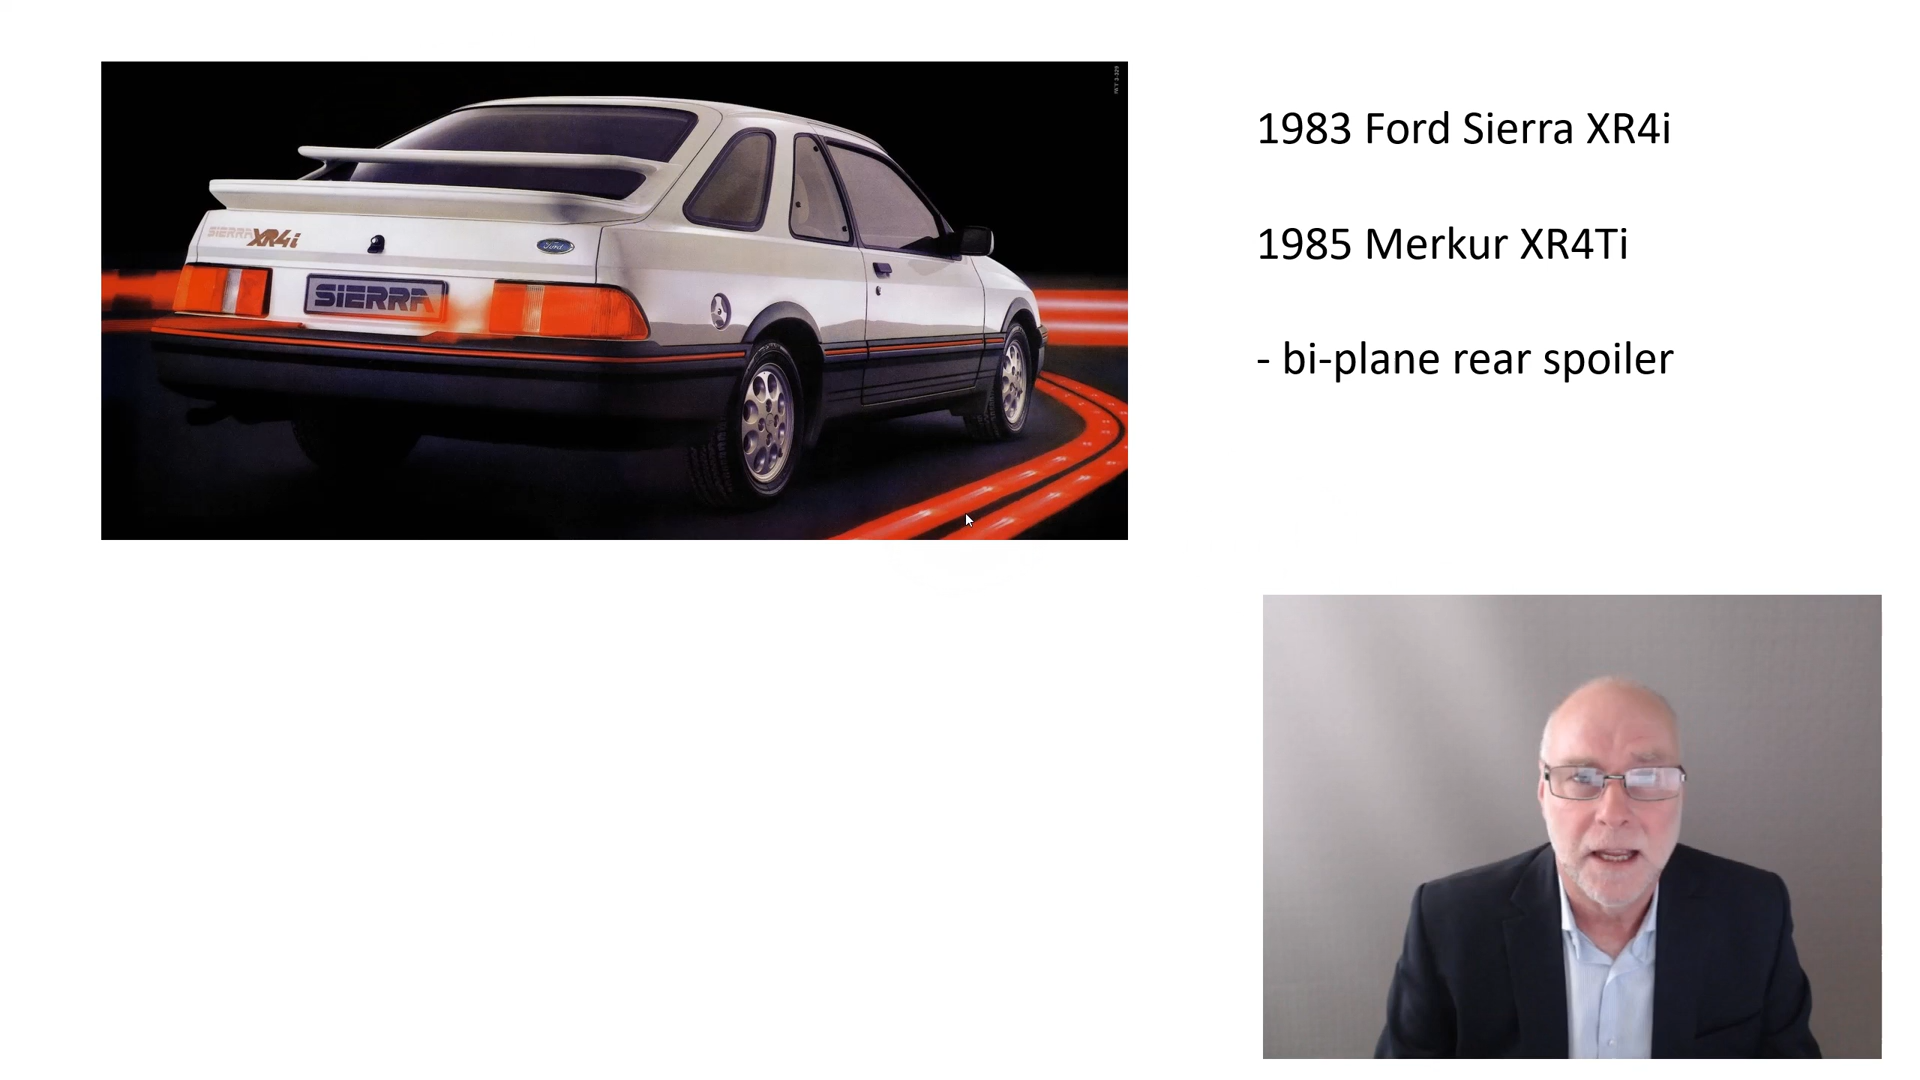 1983 Ford Sierra XR4i
1985 Merkur XR4Ti
- bi-plane rear spoiler
SIERRA XR4i
Ford
SIERRA